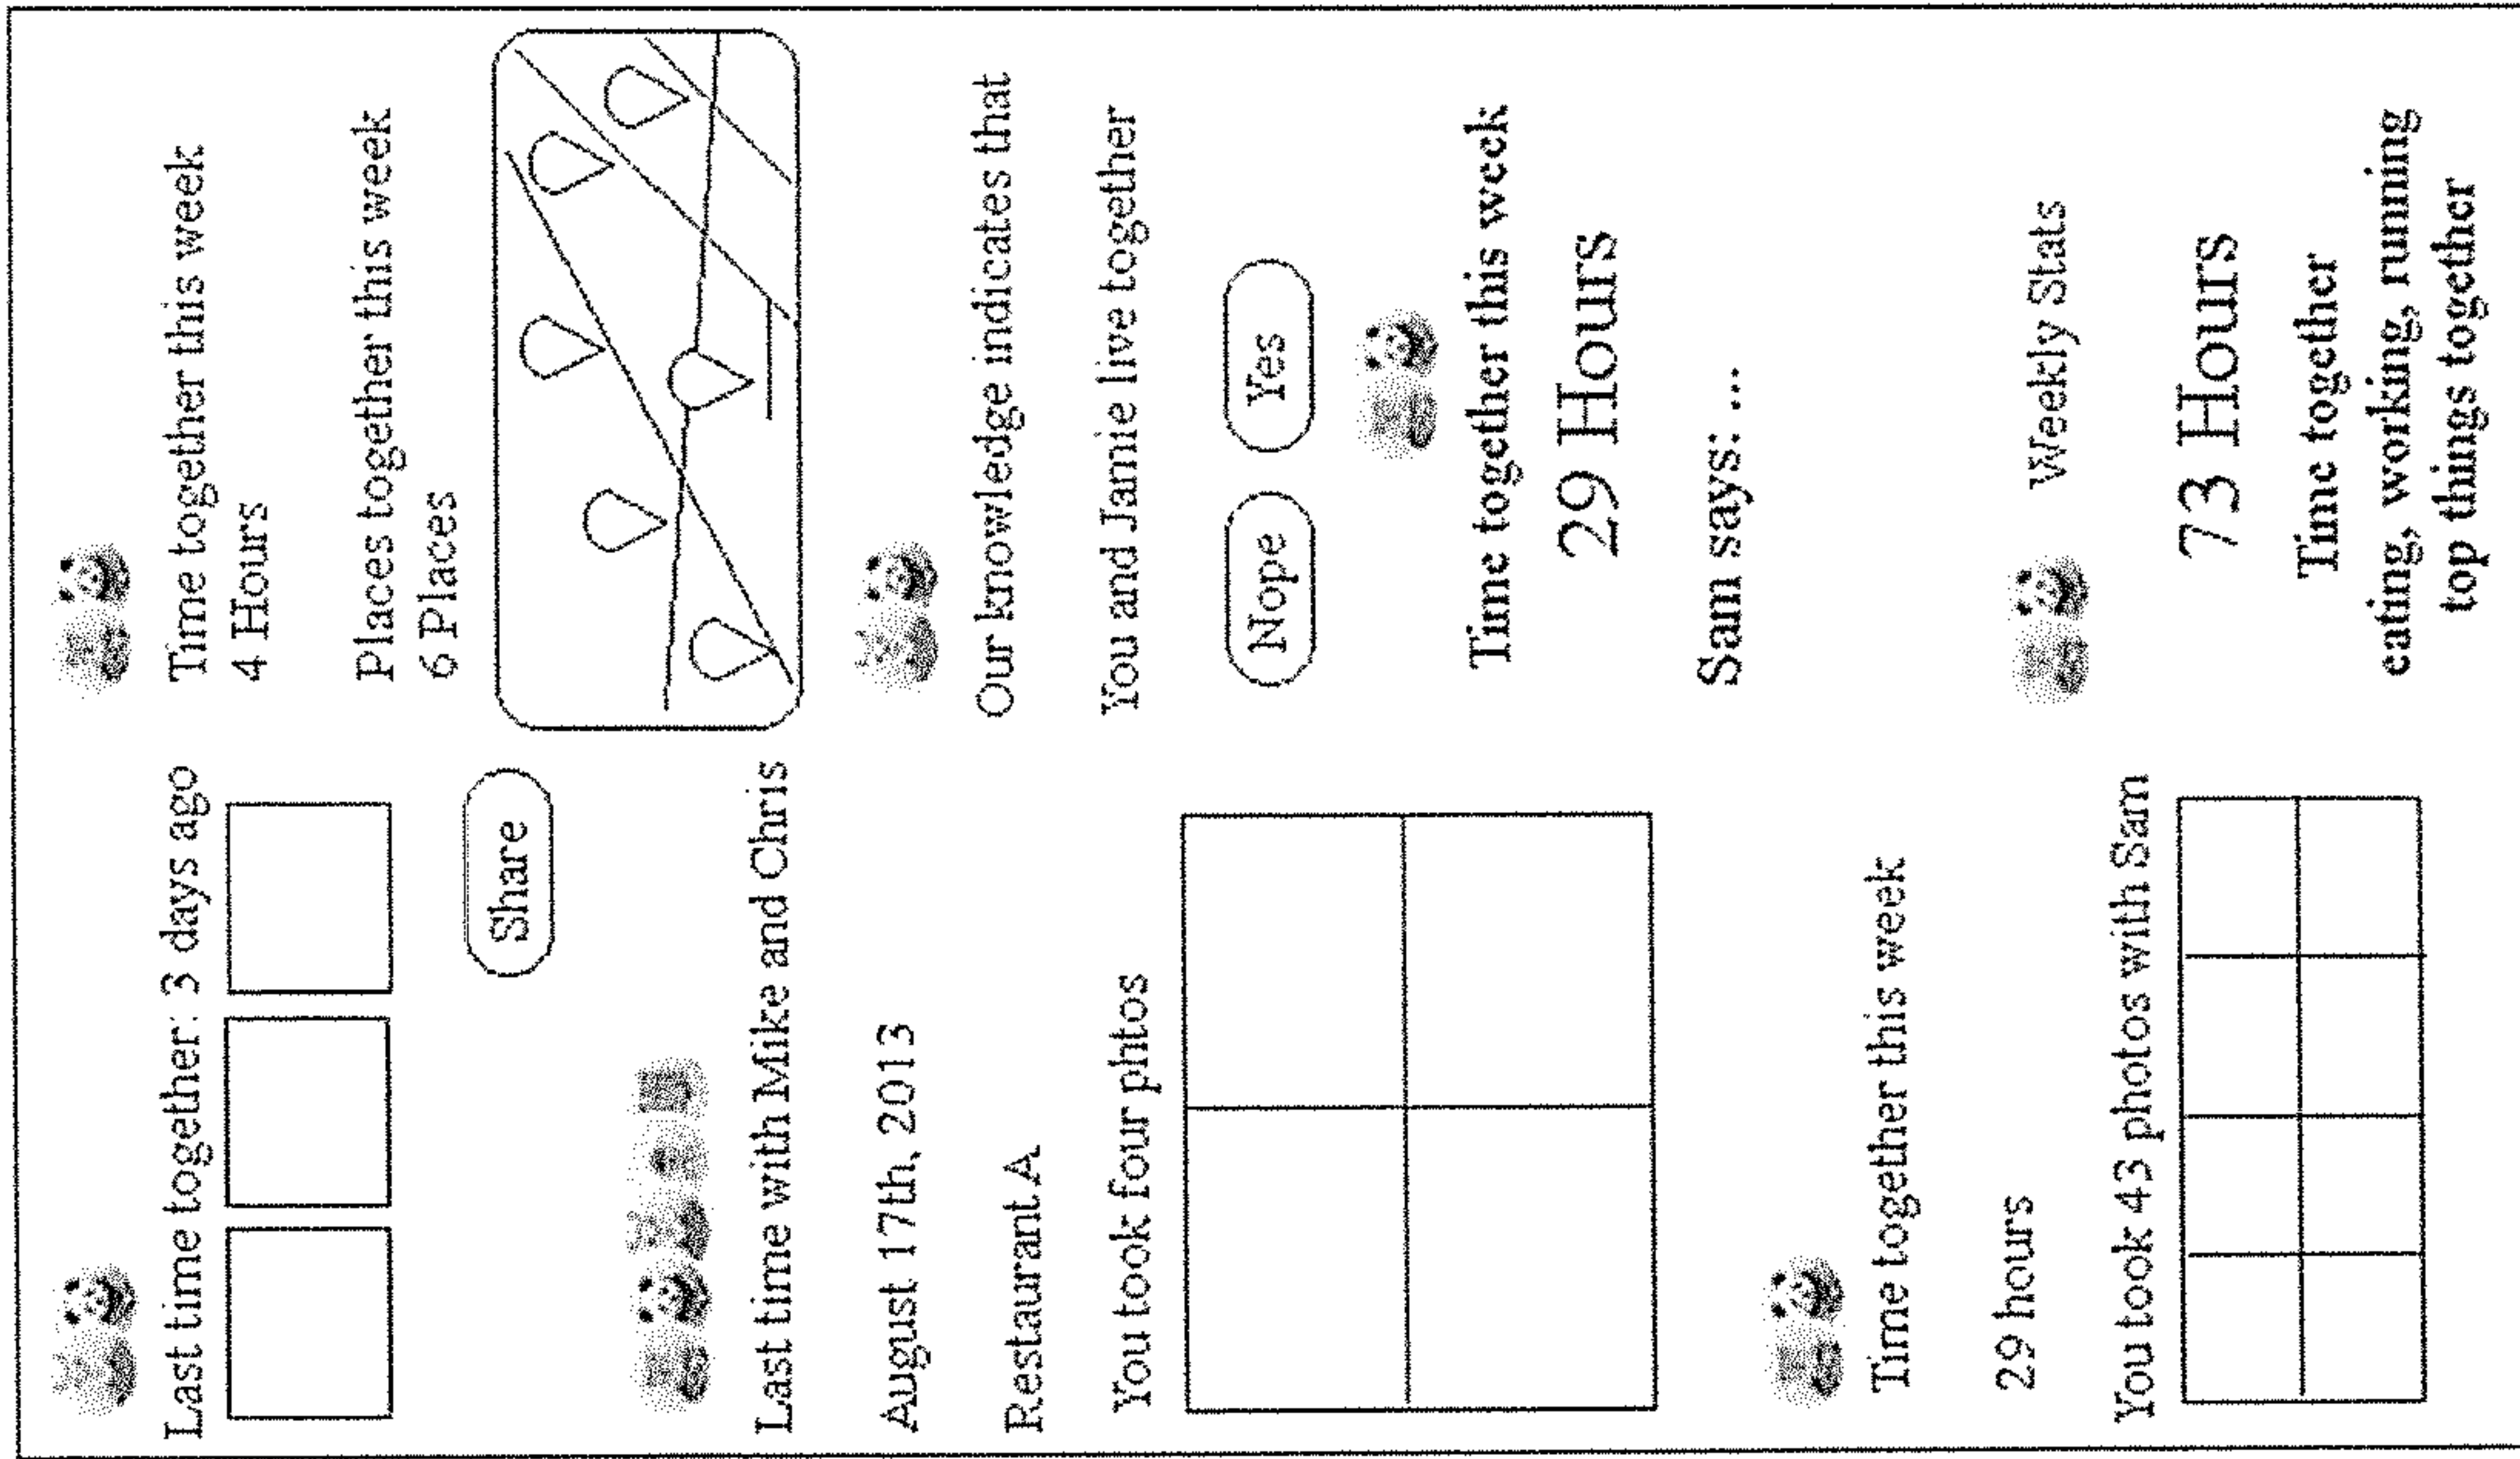 Last time together: 3 days ago
Share
Last time with Mike and Chris
August 17th, 2013
Restaurant A
You took four phtos
Time together this week
29 hours
You took 43 photos with Sam
Time together this week
4 Hours
Places together this week
6 Places
Our knowledge indicates that
You and Jamie live together
Nope Yes
Time together this week
29 Hours
Sam says: ...
Weekly Stats
73 Hours
Time together
eating, working, running
top things together